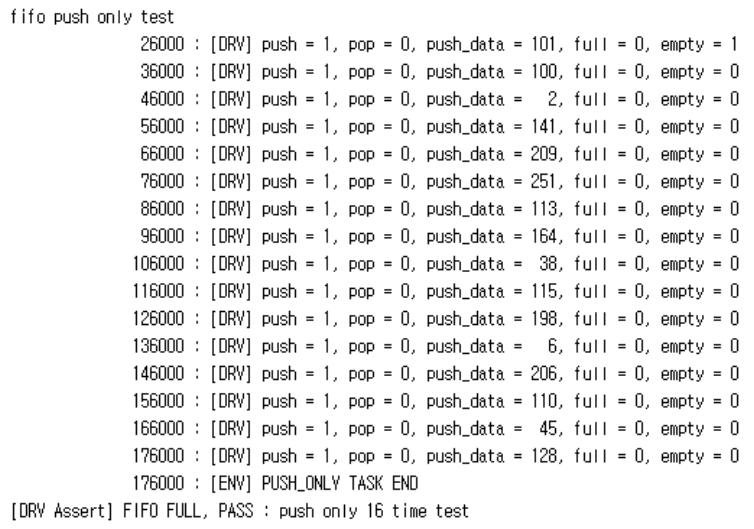 fifo push only test
26000 : [DRV] push = 1, pop = 0, push_data = 101, full = 0, empty = 1
36000 : [DRV] push = 1, pop = 0, push_data = 100, full = 0, empty = 0
46000 : [DRV] push = 1, pop = 0, push_data =   2, full = 0, empty = 0
56000 : [DRV] push = 1, pop = 0, push_data = 141, full = 0, empty = 0
66000 : [DRV] push = 1, pop = 0, push_data = 209, full = 0, empty = 0
76000 : [DRV] push = 1, pop = 0, push_data = 251, full = 0, empty = 0
86000 : [DRV] push = 1, pop = 0, push_data = 113, full = 0, empty = 0
96000 : [DRV] push = 1, pop = 0, push_data = 164, full = 0, empty = 0
106000 : [DRV] push = 1, pop = 0, push_data =  38, full = 0, empty = 0
116000 : [DRV] push = 1, pop = 0, push_data = 115, full = 0, empty = 0
126000 : [DRV] push = 1, pop = 0, push_data = 198, full = 0, empty = 0
136000 : [DRV] push = 1, pop = 0, push_data =   6, full = 0, empty = 0
146000 : [DRV] push = 1, pop = 0, push_data = 206, full = 0, empty = 0
156000 : [DRV] push = 1, pop = 0, push_data = 110, full = 0, empty = 0
166000 : [DRV] push = 1, pop = 0, push_data =  45, full = 0, empty = 0
176000 : [DRV] push = 1, pop = 0, push_data = 128, full = 0, empty = 0
176000 : [ENV] PUSH_ONLY TASK END
[DRV Assert] FIFO FULL, PASS : push only 16 time test